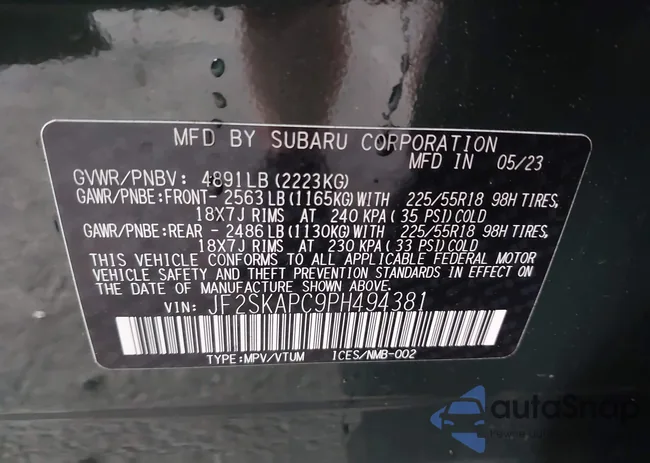 MFD BY SUBARU CORPORATION
MFD IN 05/23
GVWR/PNBV: 4891LB (2223KG)
GAWR/PNBE:FRONT- 2563LB (1165KG)WITH 225/55R18 98H TIRES,
18X7J RIMS AT 240 KPA (35 PSI)COLD
GAWR/PNBE:REAR - 2486LB (1130KG)WITH 225/55R18 98H TIRES,
18X7J RIMS AT 230 KPA (33 PSI)COLD
THIS VEHICLE CONFORMS TO ALL APPLICABLE FEDERAL MOTOR
VEHICLE SAFETY AND THEFT PREVENTION STANDARDS IN EFFECT ON
THE DATE OF MANUFACTURE SHOWN ABOVE.
VIN: JF2SKAPC9PH494381
TYPE:MPV/VTUM ICES/NMB-002
autoSnap